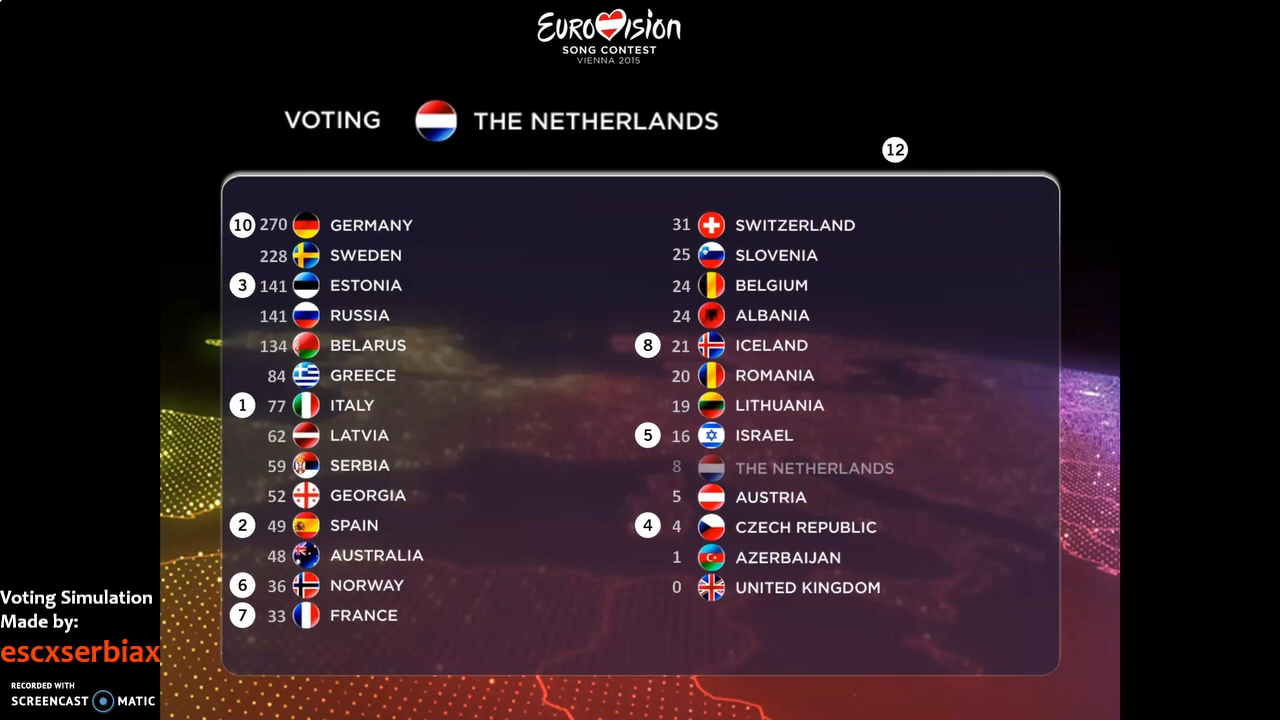 EUROVISION
SONG CONTEST
VIENNA 2015
VOTING THE NETHERLANDS
12
10 270 GERMANY
228 SWEDEN
3 141 ESTONIA
141 RUSSIA
134 BELARUS
84 GREECE
1 77 ITALY
62 LATVIA
59 SERBIA
52 GEORGIA
2 49 SPAIN
48 AUSTRALIA
6 36 NORWAY
7 33 FRANCE
31 SWITZERLAND
25 SLOVENIA
24 BELGIUM
24 ALBANIA
8 21 ICELAND
20 ROMANIA
19 LITHUANIA
5 16 ISRAEL
8 THE NETHERLANDS
5 AUSTRIA
4 4 CZECH REPUBLIC
1 AZERBAIJAN
0 UNITED KINGDOM
Voting Simulation
Made by:
escxserbiax
RECORDED WITH
SCREENCAST MATIC